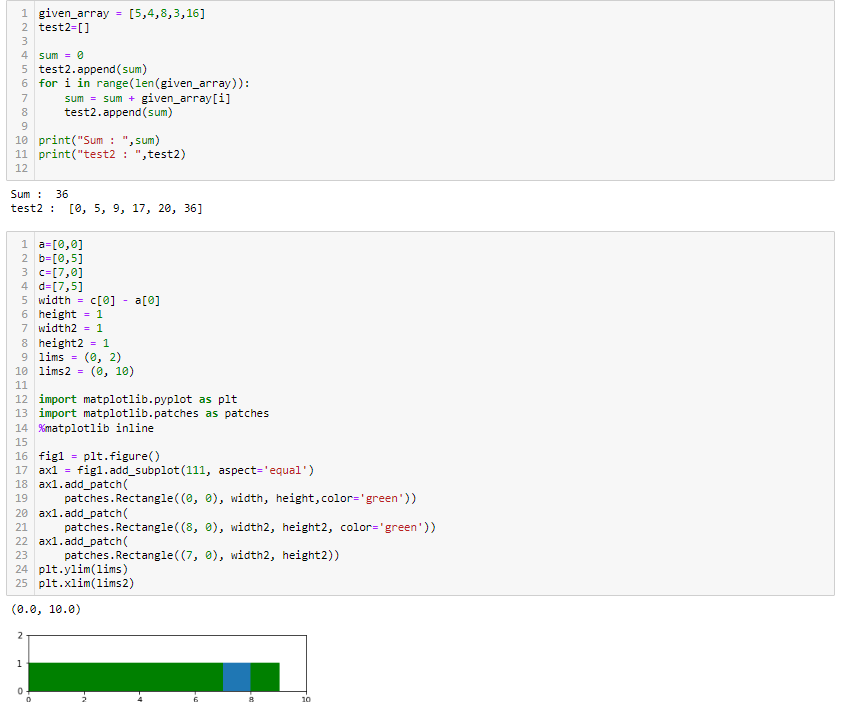 1 given_array = [5,4,8,3,16]
2 test2=[]
3
4 sum = 0
5 test2.append(sum)
6 for i in range(len(given_array)):
7     sum = sum + given_array[i]
8     test2.append(sum)
9
10 print("Sum : ",sum)
11 print("test2 : ",test2)
12
Sum :  36
test2 :  [0, 5, 9, 17, 20, 36]
1 a=[0,0]
2 b=[0,5]
3 c=[7,0]
4 d=[7,5]
5 width = c[0] - a[0]
6 height = 1
7 width2 = 1
8 height2 = 1
9 lims = (0, 2)
10 lims2 = (0, 10)
11
12 import matplotlib.pyplot as plt
13 import matplotlib.patches as patches
14 %matplotlib inline
15
16 fig1 = plt.figure()
17 ax1 = fig1.add_subplot(111, aspect='equal')
18 ax1.add_patch(
19     patches.Rectangle((0, 0), width, height,color='green'))
20 ax1.add_patch(
21     patches.Rectangle((8, 0), width2, height2, color='green'))
22 ax1.add_patch(
23     patches.Rectangle((7, 0), width2, height2))
24 plt.ylim(lims)
25 plt.xlim(lims2)
(0.0, 10.0)
2
1
0
0 2 4 6 8 10